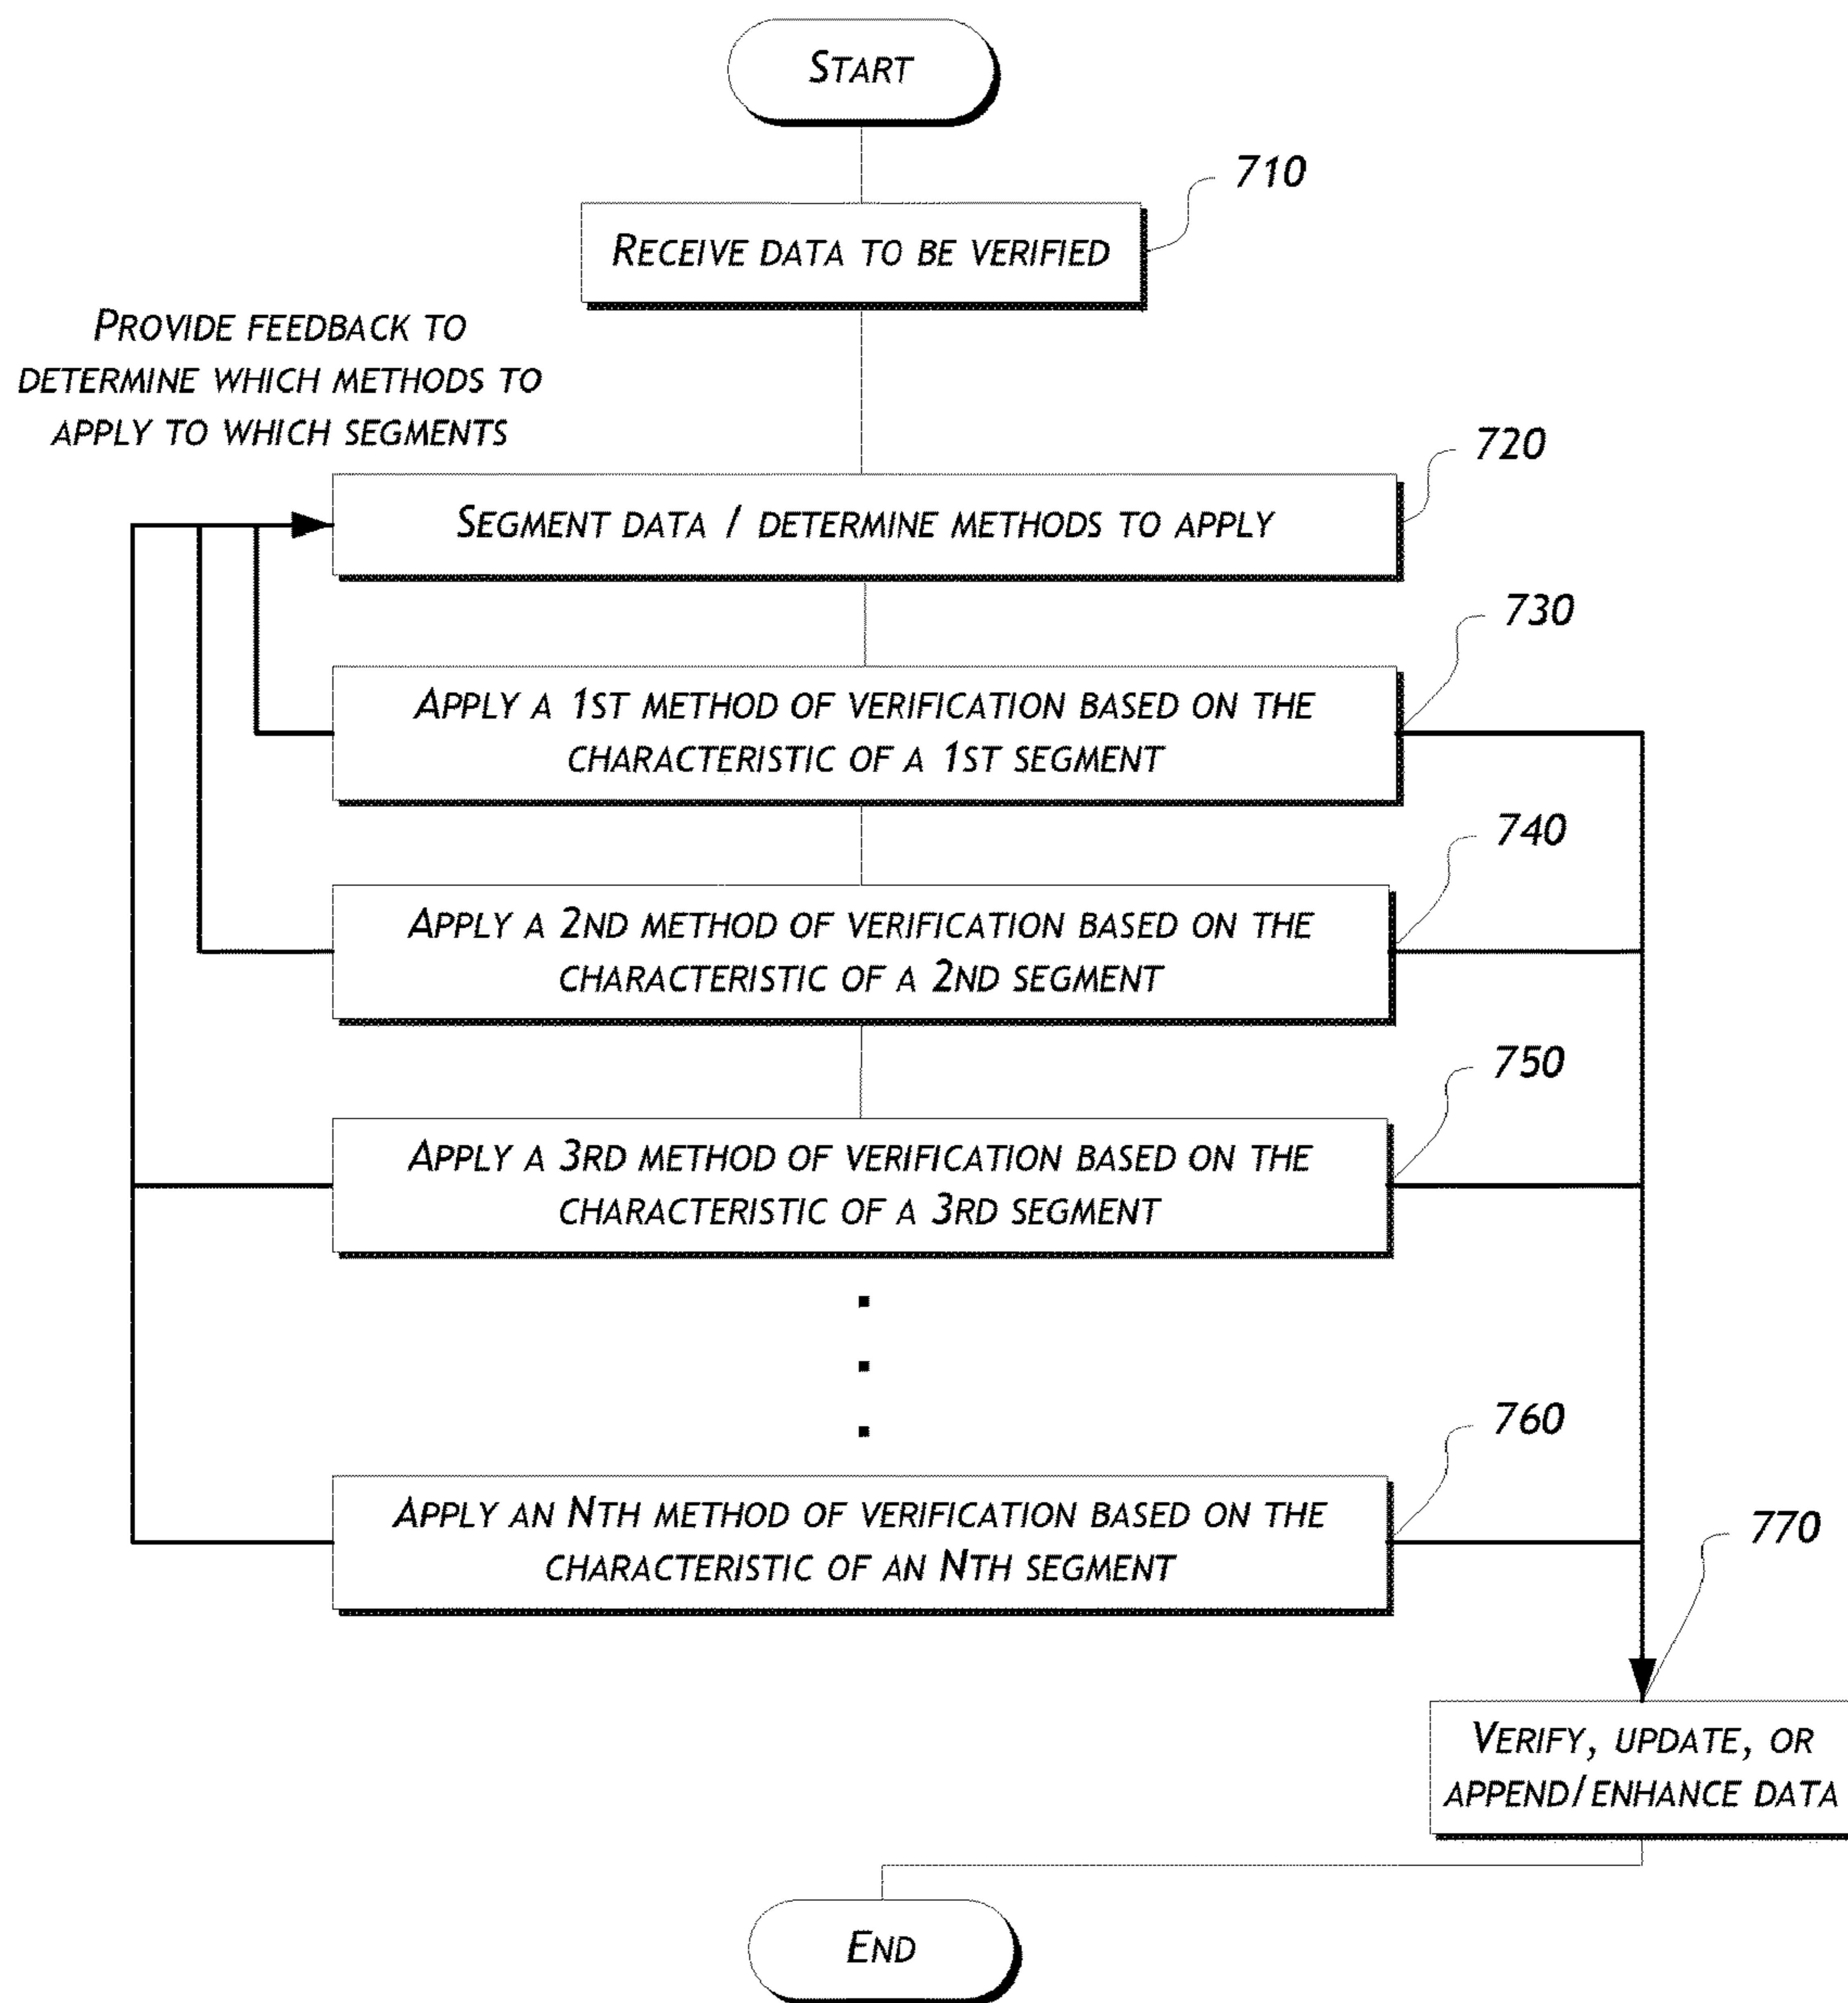 START
710
RECEIVE DATA TO BE VERIFIED
PROVIDE FEEDBACK TO
DETERMINE WHICH METHODS TO
APPLY TO WHICH SEGMENTS
720
SEGMENT DATA / DETERMINE METHODS TO APPLY
730
APPLY A 1ST METHOD OF VERIFICATION BASED ON THE
CHARACTERISTIC OF A 1ST SEGMENT
740
APPLY A 2ND METHOD OF VERIFICATION BASED ON THE
CHARACTERISTIC OF A 2ND SEGMENT
750
APPLY A 3RD METHOD OF VERIFICATION BASED ON THE
CHARACTERISTIC OF A 3RD SEGMENT
760
APPLY AN NTH METHOD OF VERIFICATION BASED ON THE
CHARACTERISTIC OF AN NTH SEGMENT
770
VERIFY, UPDATE, OR
APPEND/ENHANCE DATA
END